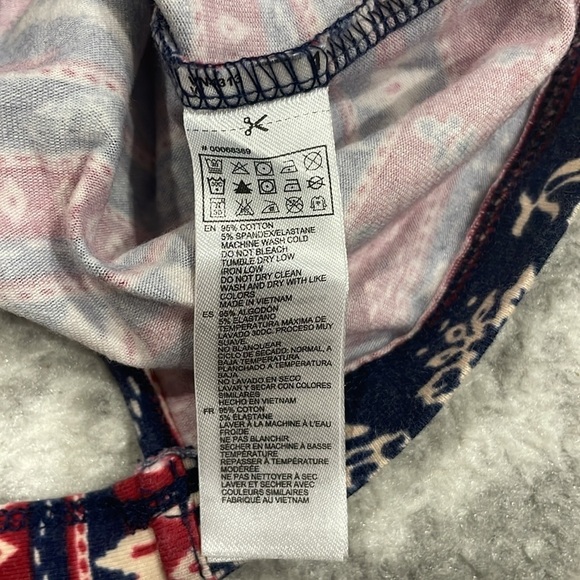 # 00068389
EN 95% COTTON
5% SPANDEX/ELASTANE
MACHINE WASH COLD
DO NOT BLEACH
TUMBLE DRY LOW
IRON LOW
DO NOT DRY CLEAN
WASH AND DRY WITH LIKE
COLORS
MADE IN VIETNAM
ES 95% ALGODÓN
5% ELASTANO
TEMPERATURA MÁXIMA DE
LAVADO 30DC. PROCESO MUY
SUAVE.
NO BLANQUEAR
CICLO DE SECADO: NORMAL, A
BAJA TEMPERATURA
PLANCHADO A TEMPERATURA
BAJA
NO LAVADO EN SECO
LAVAR Y SECAR CON COLORES
SIMILARES
HECHO EN VIETNAM
FR 95% COTON
5% ÉLASTANE
LAVER À LA MACHINE À L'EAU
FROIDE
NE PAS BLANCHIR
SÉCHER EN MACHINE À BASSE
TEMPÉRATURE
REPASSER À TEMPÉRATURE
MODÉRÉE
NE PAS NETTOYER À SEC
LAVER ET SÉCHER AVEC
COULEURS SIMILAIRES
FABRIQUÉ AU VIETNAM